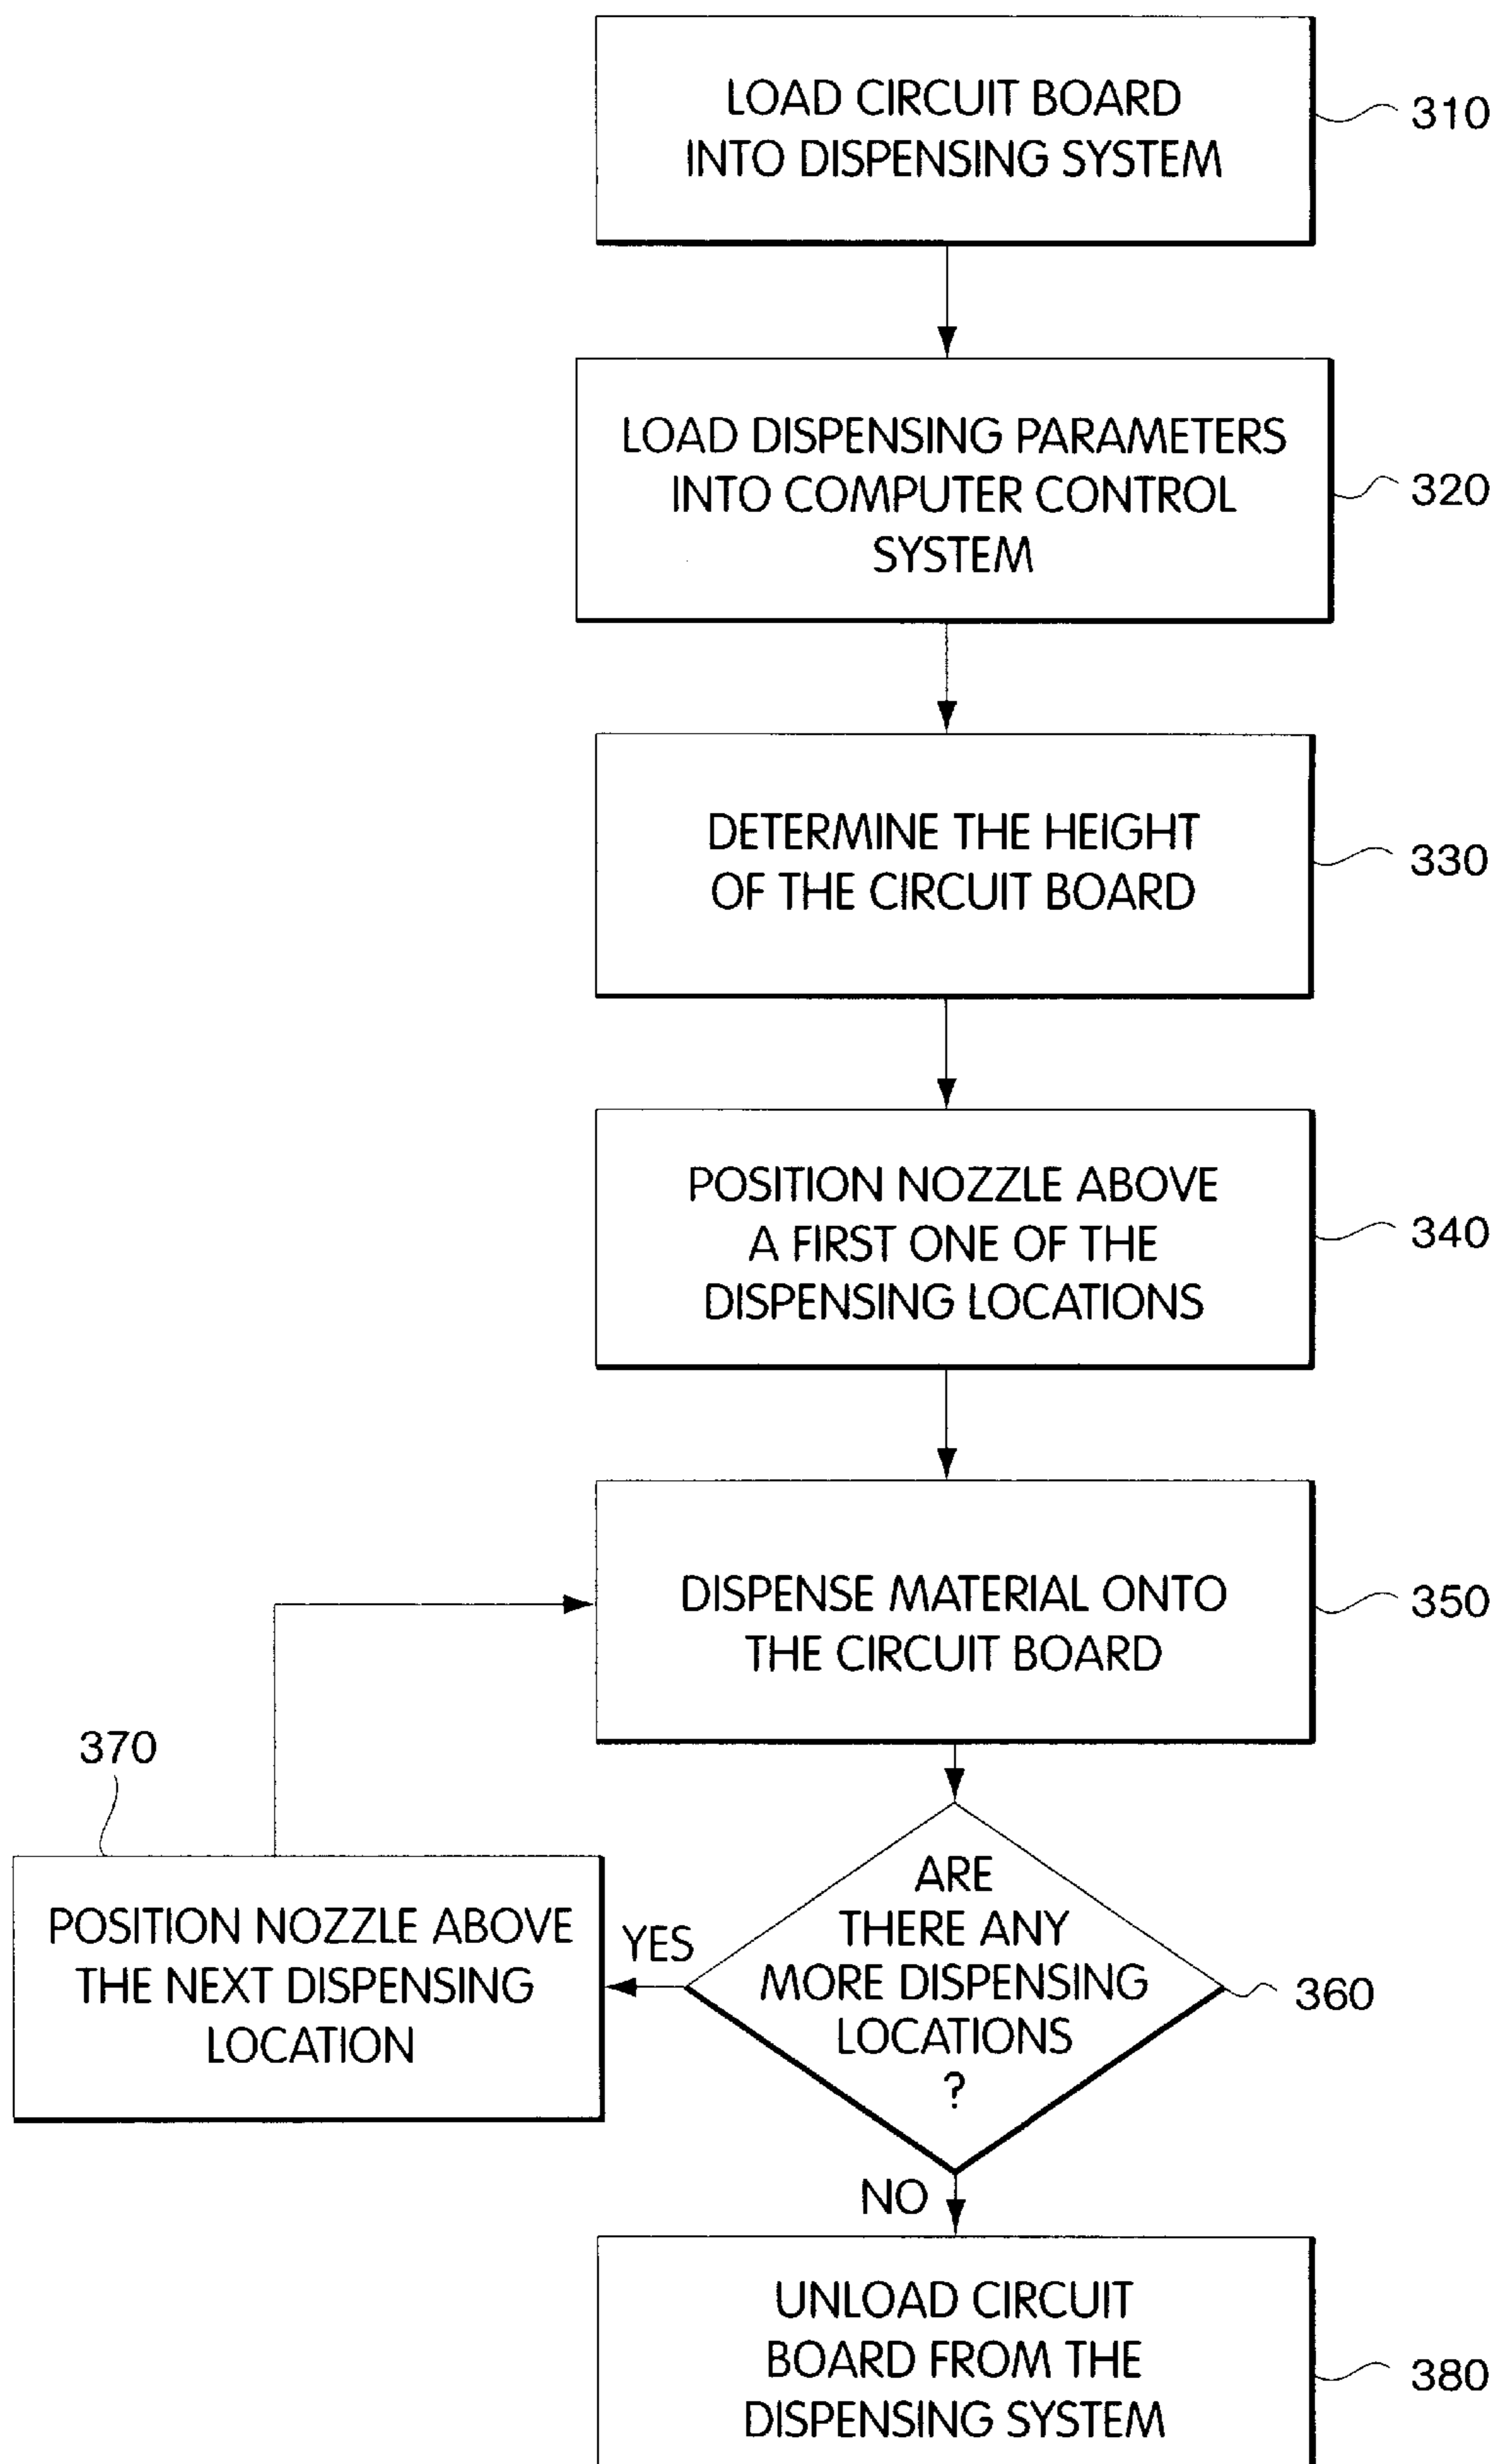 LOAD CIRCUIT BOARD
INTO DISPENSING SYSTEM
310
LOAD DISPENSING PARAMETERS
INTO COMPUTER CONTROL
SYSTEM
320
DETERMINE THE HEIGHT
OF THE CIRCUIT BOARD
330
POSITION NOZZLE ABOVE
A FIRST ONE OF THE
DISPENSING LOCATIONS
340
DISPENSE MATERIAL ONTO
THE CIRCUIT BOARD
350
370
POSITION NOZZLE ABOVE
THE NEXT DISPENSING
LOCATION
YES
ARE
THERE ANY
MORE DISPENSING
LOCATIONS
?
360
NO
UNLOAD CIRCUIT
BOARD FROM THE
DISPENSING SYSTEM
380